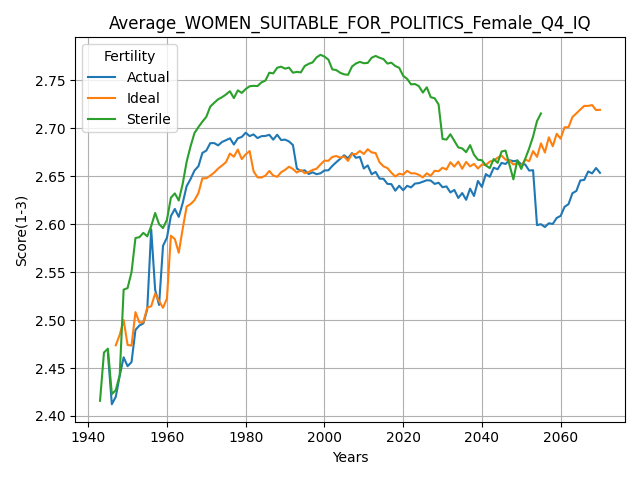 Average_WOMEN_SUITABLE_FOR_POLITICS_Female_Q4_IQ
Fertility
Actual
Ideal
Sterile
Score(1-3)
2.75
2.70
2.65
2.60
2.55
2.50
2.45
2.40
1940 1960 1980 2000 2020 2040 2060
Years